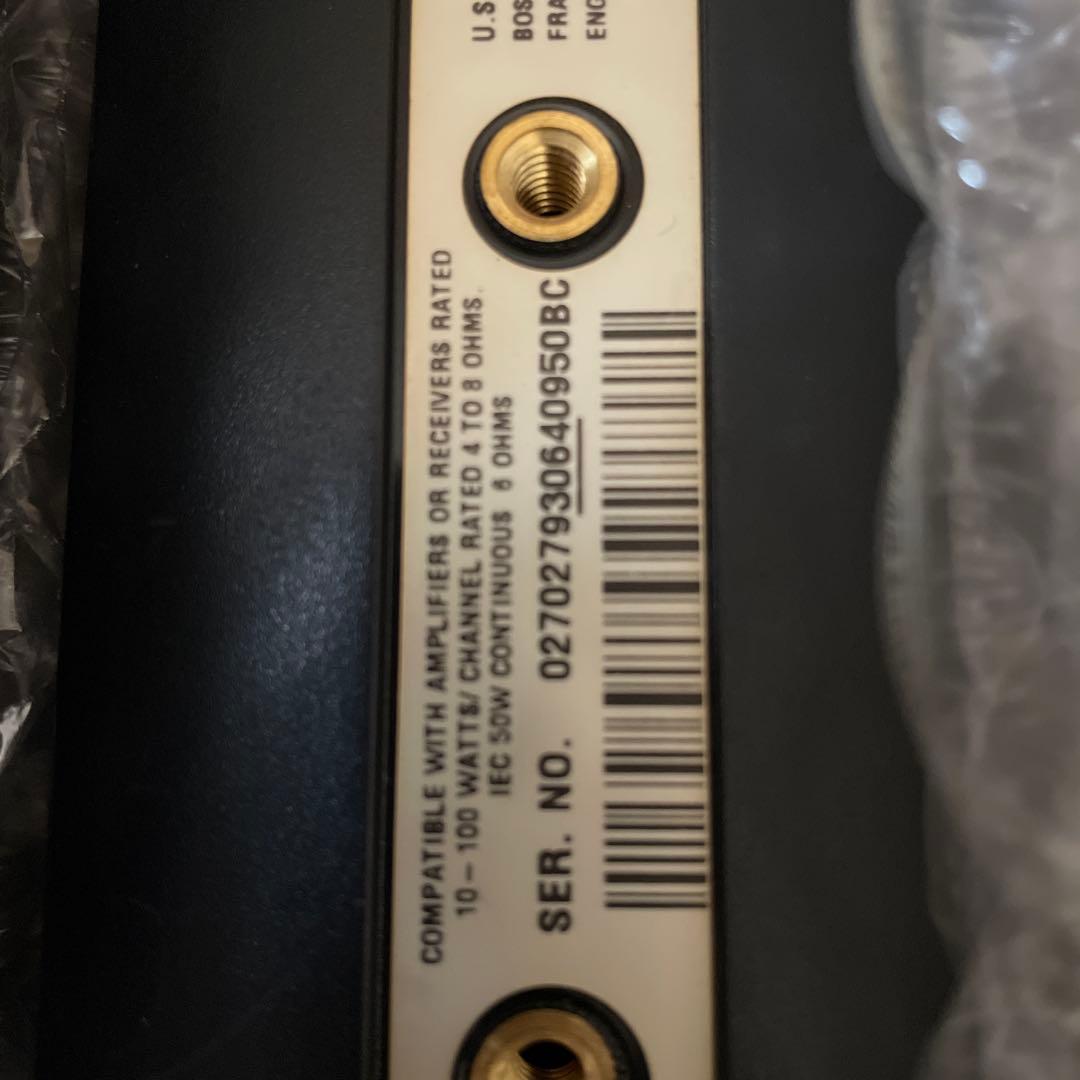 COMPATIBLE WITH AMPLIFIERS OR RECEIVERS RATED
10-100 WATTS/ CHANNEL RATED 4 TO 8 OHMS.
IEC 50W CONTINUOUS 6 OHMS
SER. NO. 027027930640950BC
U.S
BOS
FRA
ENG